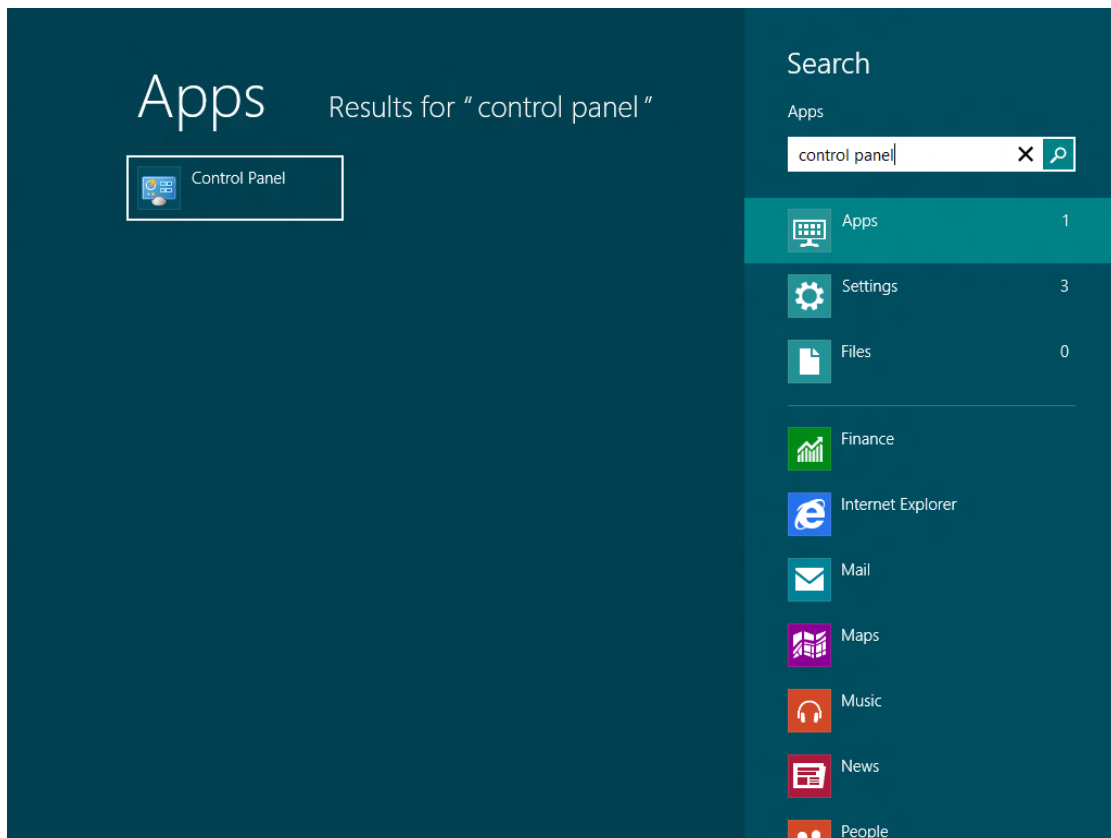 Apps
Results for “control panel”
Control Panel
Search
Apps
control panel
Apps 1
Settings 3
Files 0
Finance
Internet Explorer
Mail
Maps
Music
News
People